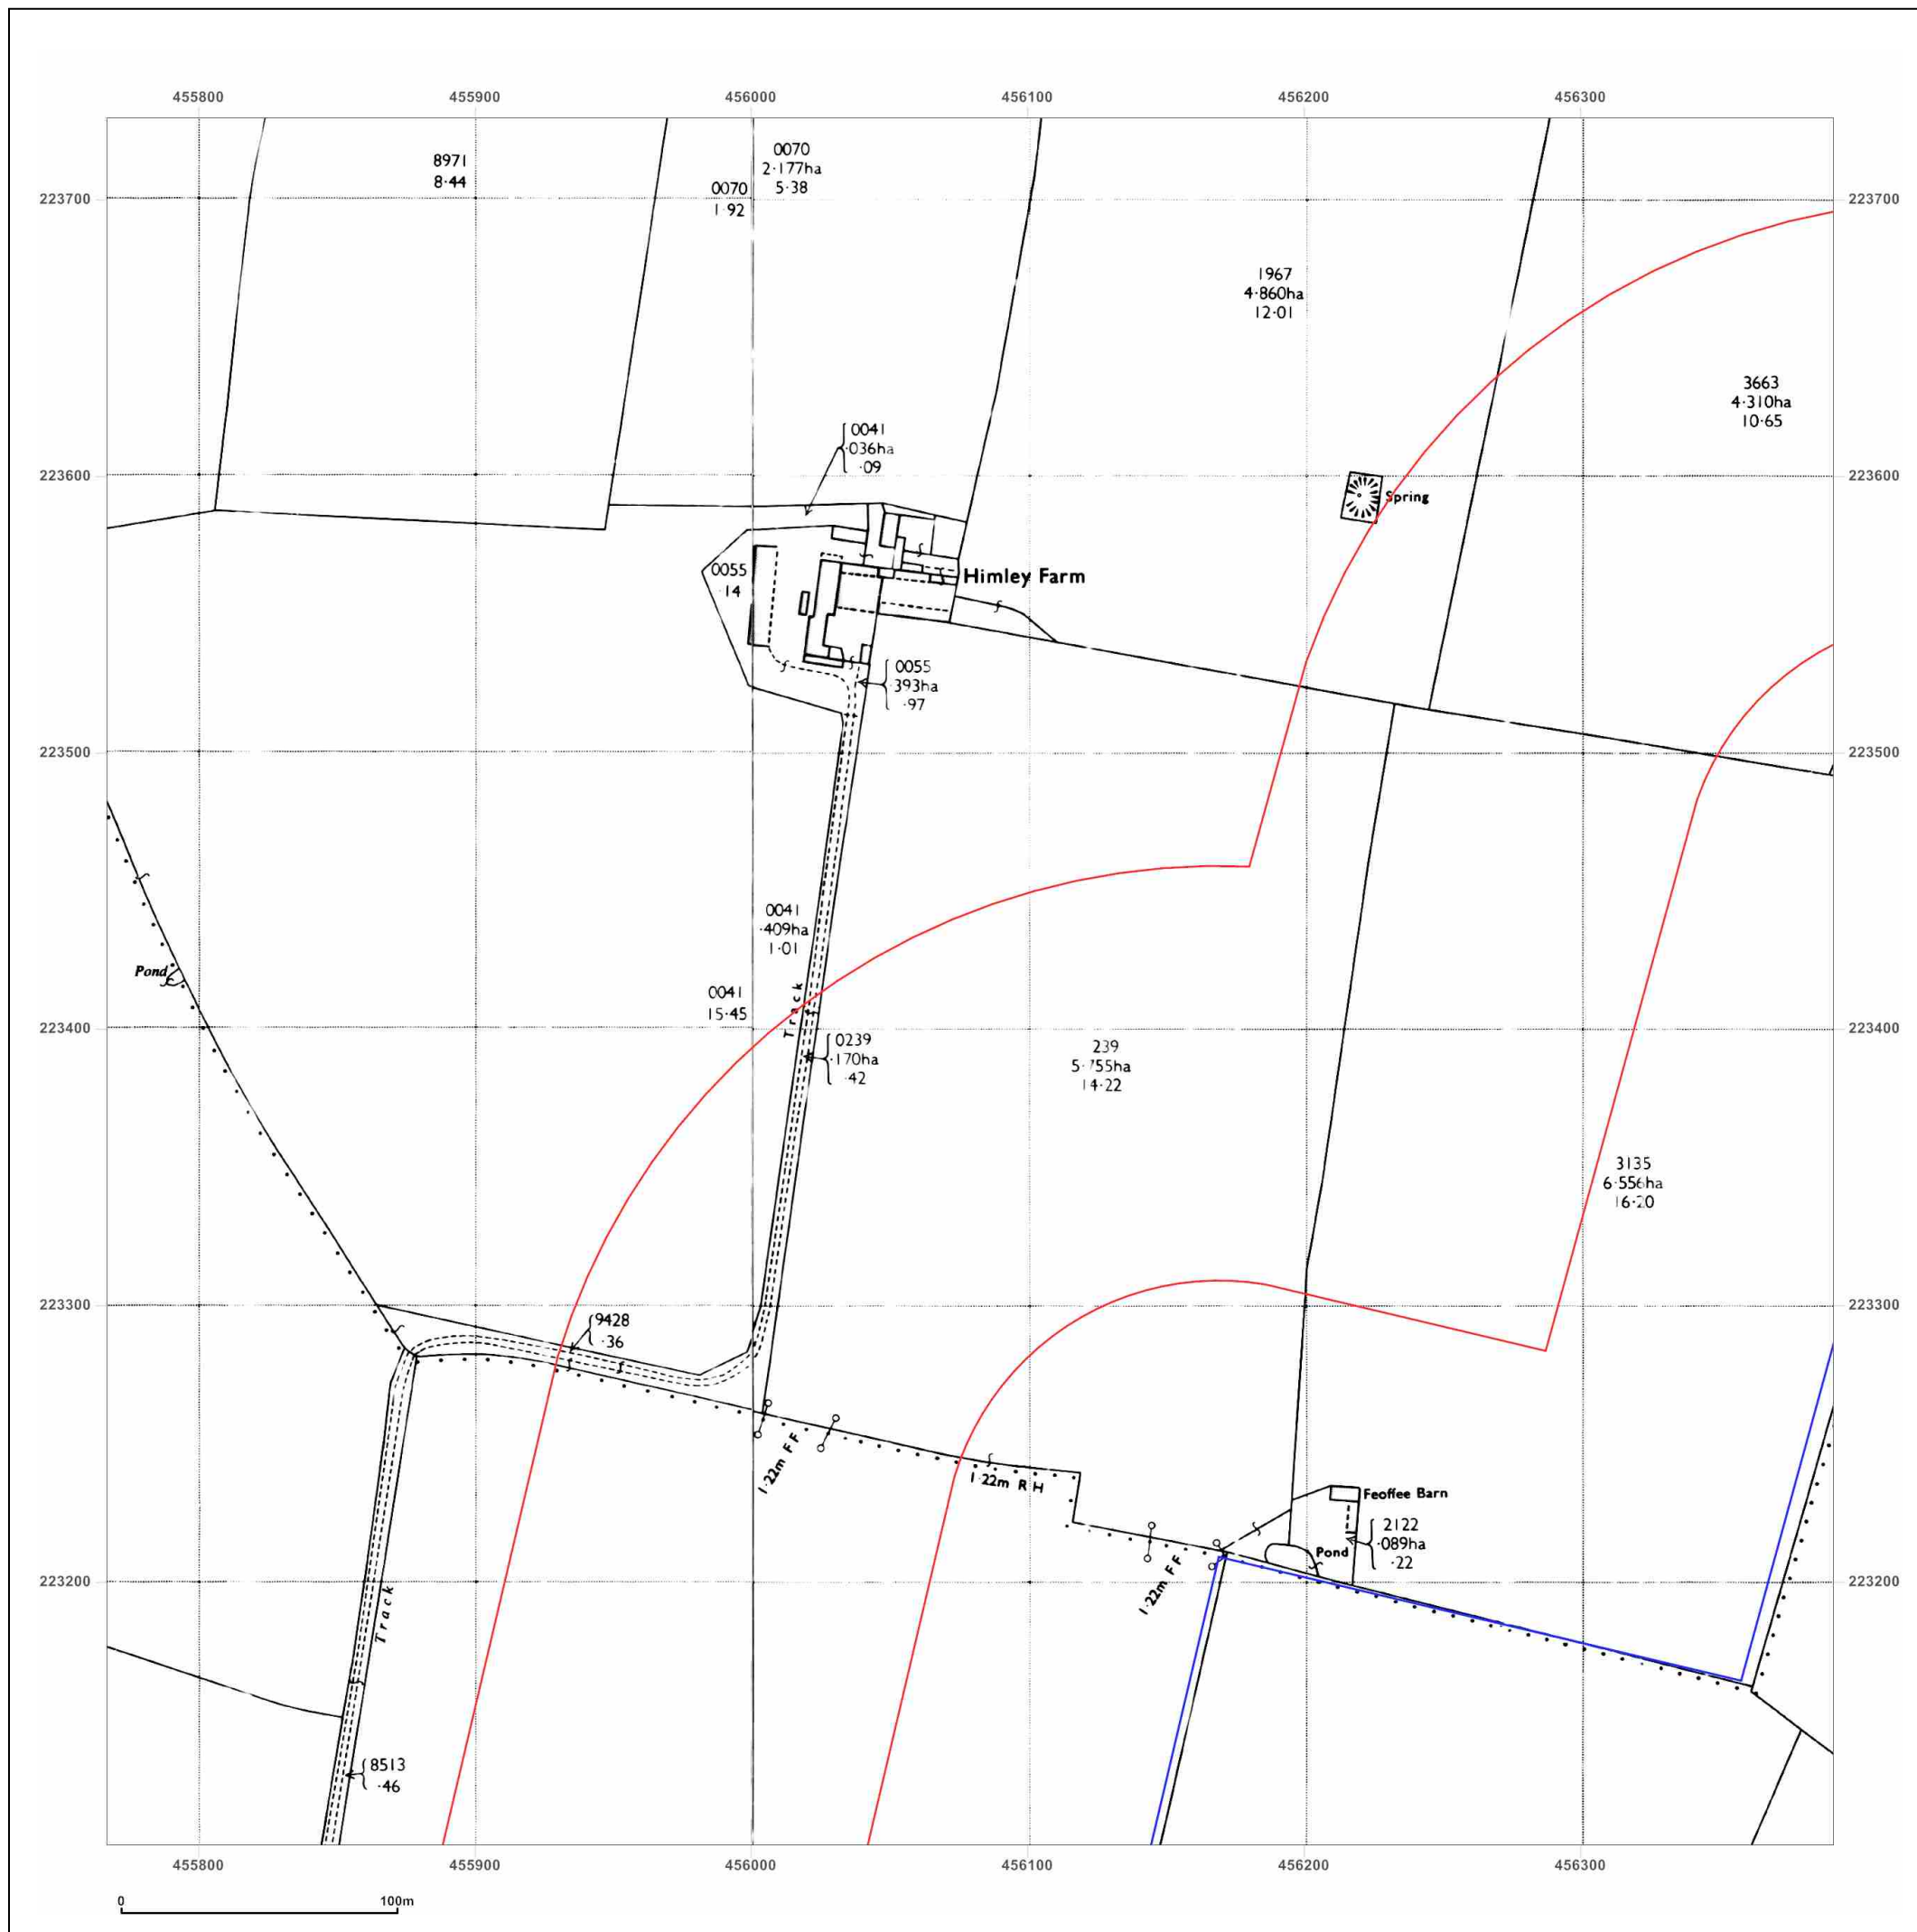 455800 455900 456000 456100 456200 456300
8971
8·44
0070
2·177ha
5·38
0070
1·92
223700 223700
1967
4·860ha
12·01
3663
4·310ha
10·65
0041
·036ha
·09
223600 223600
Spring
0055
·14
Himley Farm
0055
·393ha
·97
223500 223500
0041
·409ha
1·01
Pond
0041
15·45
Track
223400 223400
0239
·170ha
·42
239
5·755ha
14·22
3135
6·556ha
16·20
223300 223300
9428
·36
1·22m FF
1·22m RH
Feoffee Barn
2122
·089ha
·22
Pond
1·22m FF
223200 223200
Track
8513
·46
455800 455900 456000 456100 456200 456300
0 100m